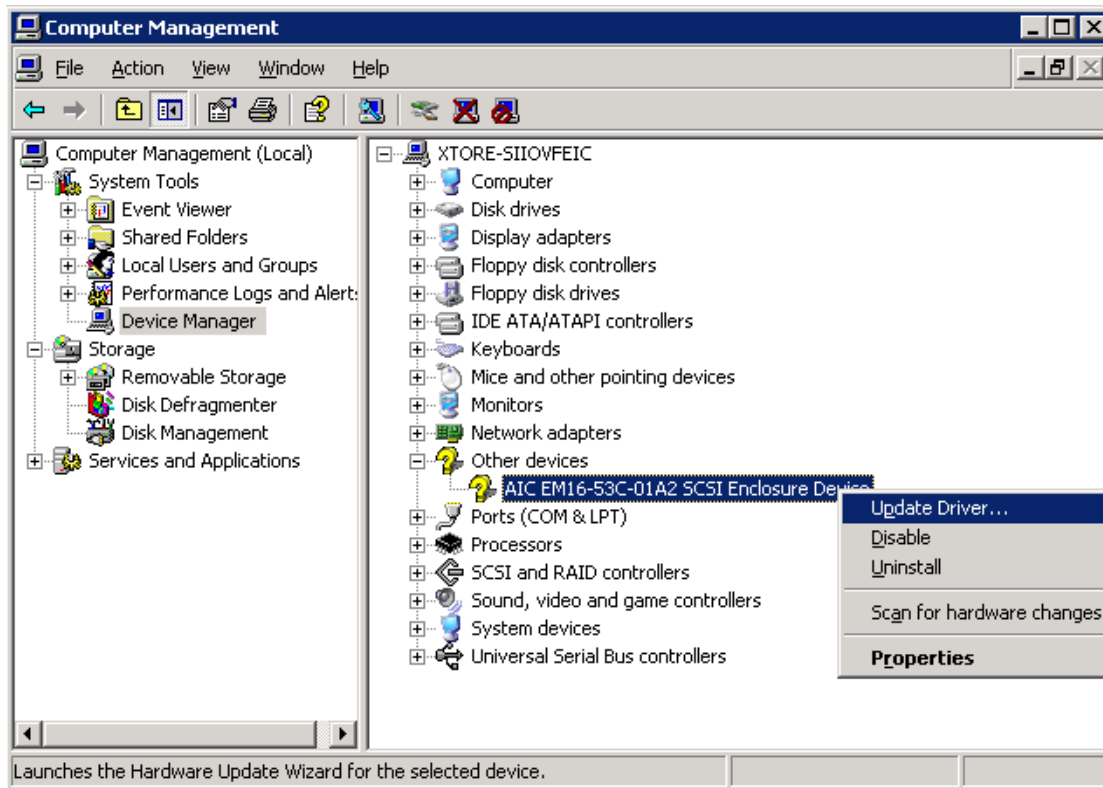 Computer Management
File Action View Window Help
Computer Management (Local)
System Tools
Event Viewer
Shared Folders
Local Users and Groups
Performance Logs and Alert
Device Manager
Storage
Removable Storage
Disk Defragmenter
Disk Management
Services and Applications
XTORE-SIIOVFEIC
Computer
Disk drives
Display adapters
Floppy disk controllers
Floppy disk drives
IDE ATA/ATAPI controllers
Keyboards
Mice and other pointing devices
Monitors
Network adapters
Other devices
AIC EM16-53C-01A2 SCSI Enclosure Device
Ports (COM & LPT)
Processors
SCSI and RAID controllers
Sound, video and game controllers
System devices
Universal Serial Bus controllers
Update Driver...
Disable
Uninstall
Scan for hardware changes
Properties
Launches the Hardware Update Wizard for the selected device.